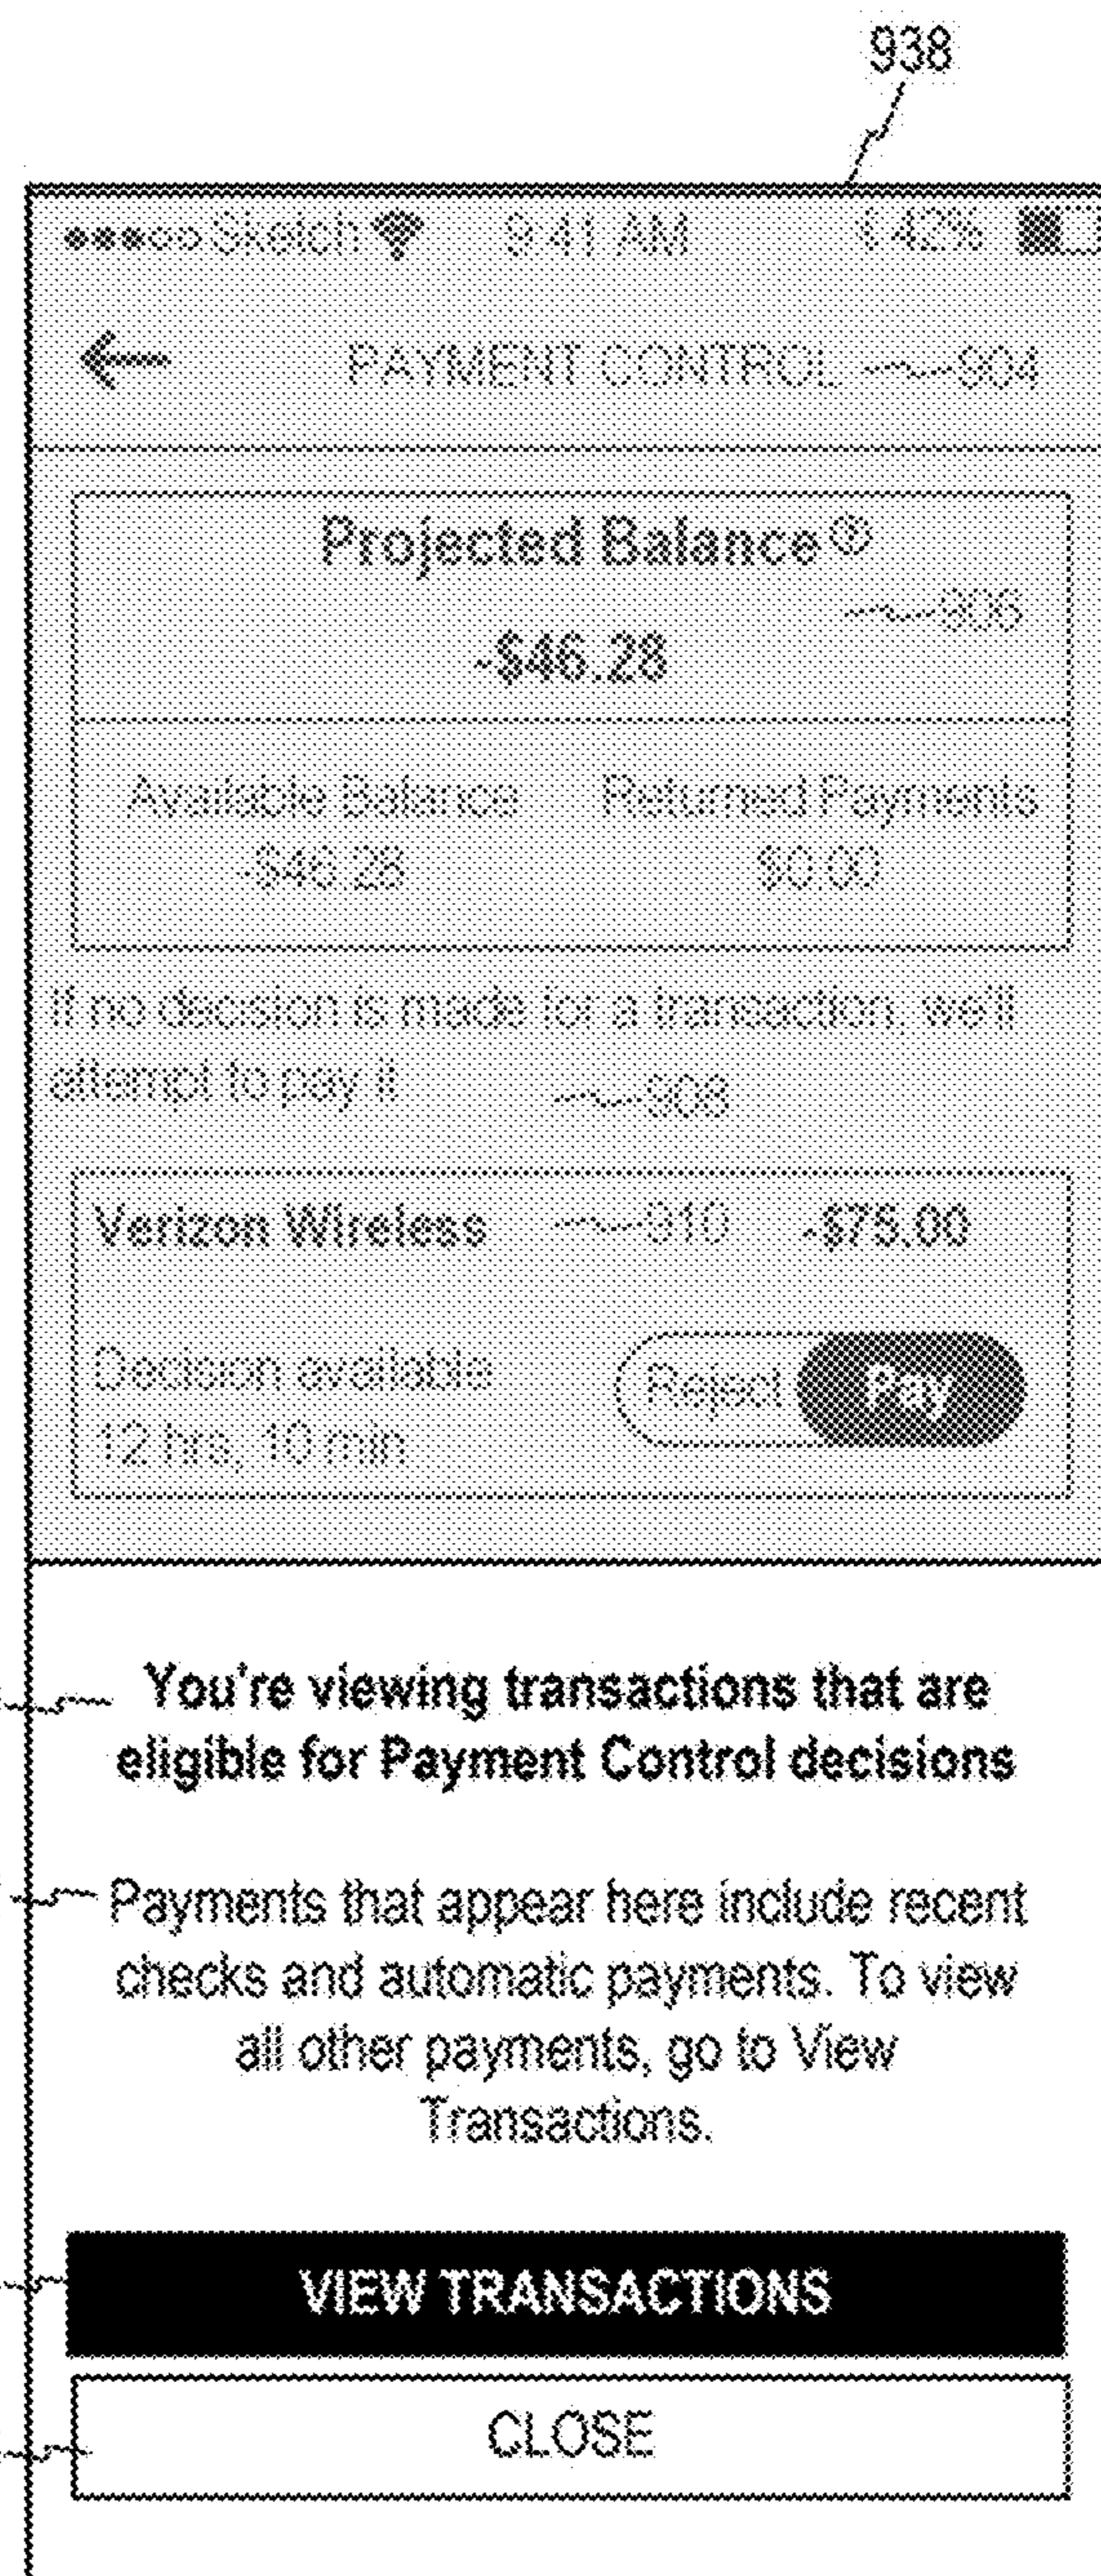 938
Sketch 9:41 AM 42%
PAYMENT CONTROL 904
Projected Balance
906
-$46.28
Available Balance Returned Payments
-$46.28 $0.00
If no decision is made for a transaction, we'll
attempt to pay it
908
Verizon Wireless 910 -$75.00
Decision available
12 hrs, 10 min
Reject Pay
You're viewing transactions that are
eligible for Payment Control decisions
Payments that appear here include recent
checks and automatic payments. To view
all other payments, go to View
Transactions.
VIEW TRANSACTIONS
CLOSE